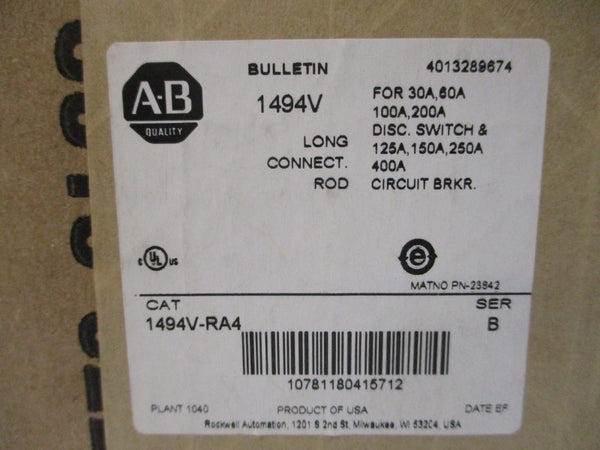 BULLETIN 4013289674
A-B
QUALITY
1494V
FOR 30A,60A
100A,200A
LONG DISC. SWITCH &
125A,150A,250A
CONNECT. 400A
ROD CIRCUIT BRKR.
c UL us
e
MATNO PN-23842
CAT SER
1494V-RA4 B
10781180415712
PLANT 1040 PRODUCT OF USA DATE EF
Rockwell Automation, 1201 S 2nd St, Milwaukee, WI 53204, USA